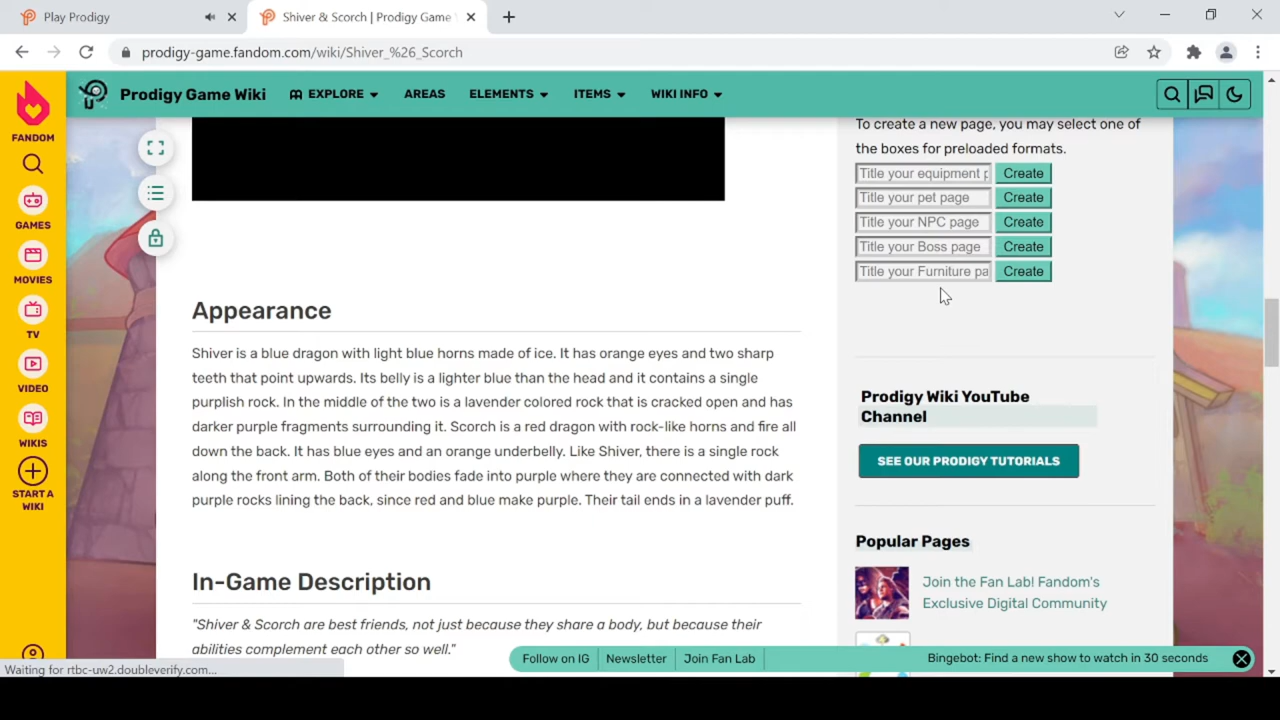 Play Prodigy
Shiver & Scorch | Prodigy Game
prodigy-game.fandom.com/wiki/Shiver_%26_Scorch
Prodigy Game Wiki
EXPLORE
AREAS
ELEMENTS
ITEMS
WIKI INFO
FANDOM
GAMES
MOVIES
TV
VIDEO
WIKIS
START A
WIKI
To create a new page, you may select one of
the boxes for preloaded formats.
Title your equipment p Create
Title your pet page Create
Title your NPC page Create
Title your Boss page Create
Title your Furniture pa Create
Appearance
Shiver is a blue dragon with light blue horns made of ice. It has orange eyes and two sharp
teeth that point upwards. Its belly is a lighter blue than the head and it contains a single
purplish rock. In the middle of the two is a lavender colored rock that is cracked open and has
darker purple fragments surrounding it. Scorch is a red dragon with rock-like horns and fire all
down the back. It has blue eyes and an orange underbelly. Like Shiver, there is a single rock
along the front arm. Both of their bodies fade into purple where they are connected with dark
purple rocks lining the back, since red and blue make purple. Their tail ends in a lavender puff.
In-Game Description
"Shiver & Scorch are best friends, not just because they share a body, but because their
abilities complement each other so well."
Prodigy Wiki YouTube
Channel
SEE OUR PRODIGY TUTORIALS
Popular Pages
Join the Fan Lab! Fandom's
Exclusive Digital Community
Follow on IG
Newsletter
Join Fan Lab
Bingebot: Find a new show to watch in 30 seconds
Waiting for rtbc-uw2.doubleverify.com...